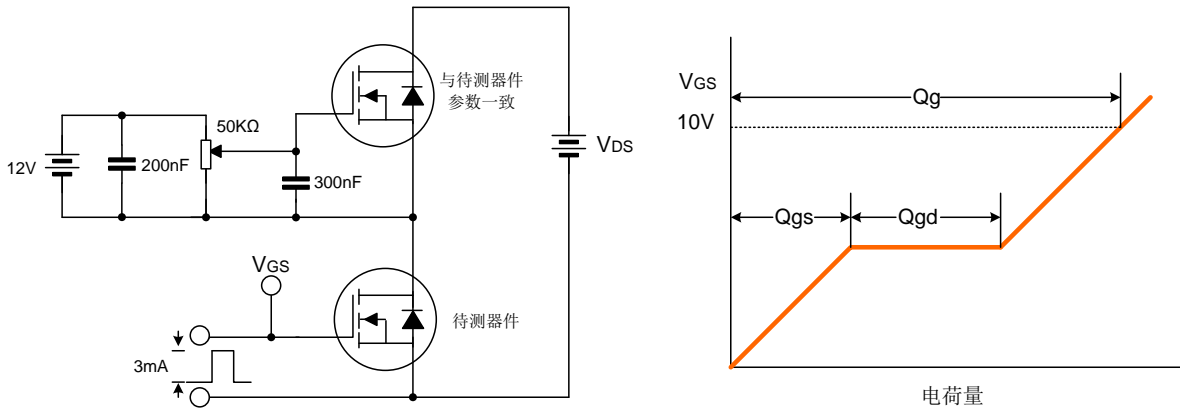 与待测器件
参数一致
50KΩ
12V
200nF
300nF
VDS
VGS
待测器件
3mA
VGS
10V
Qg
Qgs
Qgd
电荷量